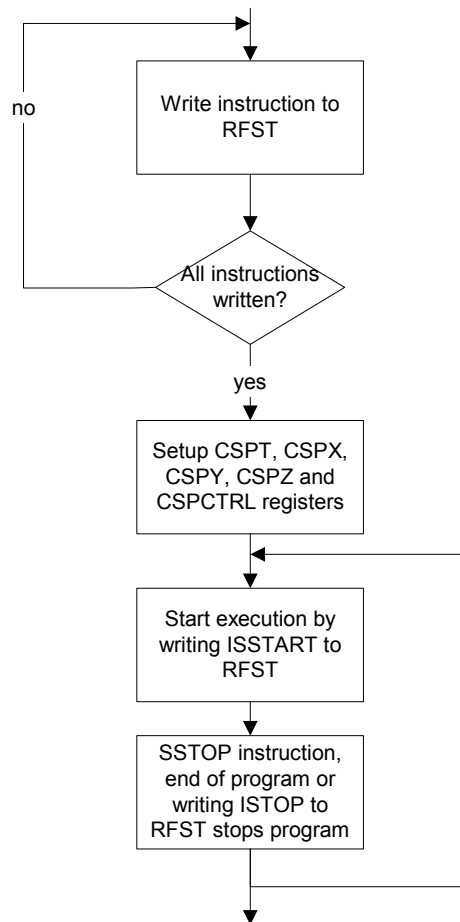 Write instruction to
RFST
no
All instructions
written?
yes
Setup CSPT, CSPX,
CSPY, CSPZ and
CSPCTRL registers
Start execution by
writing ISSTART to
RFST
SSTOP instruction,
end of program or
writing ISTOP to
RFST stops program